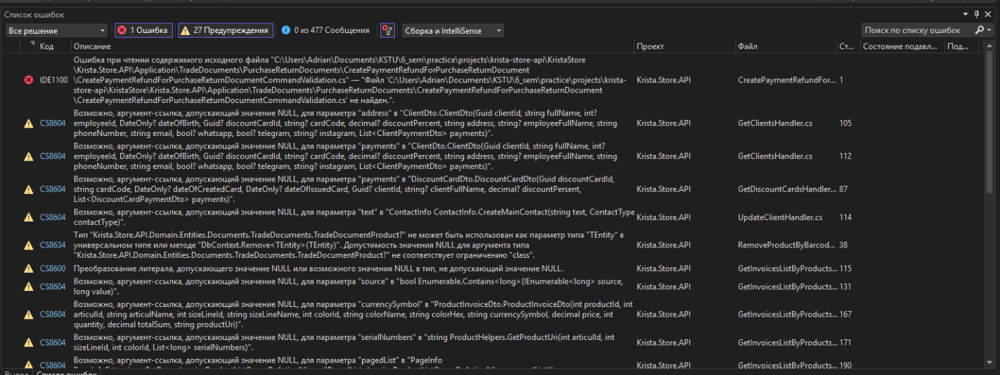 Список ошибок
Все решение
1 Ошибка
27 Предупреждения
0 из 477 Сообщения
Сборка и IntelliSense
Поиск по списку ошибок
Код Описание Проект Файл Ст... Состояние подавл... Под...
Ошибка при чтении содержимого исходного файла "C:\Users\Adrian\Documents\KSTU\6_sem\practice\projects\krista-store-api\KristaStore
\Krista.Store.API\Application\TradeDocuments\PurchaseReturnDocuments\CreatePaymentRefundForPurchaseReturnDocument
IDE1100 \CreatePaymentRefundForPurchaseReturnDocumentCommandValidation.cs" — "Файл 'C:\Users\Adrian\Documents\KSTU\6_sem\practice\projects\krista- Krista.Store.API CreatePaymentRefundFor... 1
store-api\KristaStore\Krista.Store.API\Application\TradeDocuments\PurchaseReturnDocuments\CreatePaymentRefundForPurchaseReturnDocument
\CreatePaymentRefundForPurchaseReturnDocumentCommandValidation.cs' не найден.".
Возможно, аргумент-ссылка, допускающий значение NULL, для параметра "address" в "ClientDto.ClientDto(Guid clientId, string fullName, int?
CS8604 employeeId, DateOnly? dateOfBirth, Guid? discountCardId, string? cardCode, decimal? discountPercent, string address, string? employeeFullName, string Krista.Store.API GetClientsHandler.cs 105
phoneNumber, string email, bool? whatsapp, bool? telegram, string? instagram, List<ClientPaymentDto> payments)".
Возможно, аргумент-ссылка, допускающий значение NULL, для параметра "payments" в "ClientDto.ClientDto(Guid clientId, string fullName, int?
CS8604 employeeId, DateOnly? dateOfBirth, Guid? discountCardId, string? cardCode, decimal? discountPercent, string address, string? employeeFullName, string Krista.Store.API GetClientsHandler.cs 112
phoneNumber, string email, bool? whatsapp, bool? telegram, string? instagram, List<ClientPaymentDto> payments)".
Возможно, аргумент-ссылка, допускающий значение NULL, для параметра "payments" в "DiscountCardDto.DiscountCardDto(Guid discountCardId,
CS8604 string cardCode, DateOnly? dateOfCreatedCard, DateOnly? dateOfIssuedCard, Guid? clientId, string? clientFullName, decimal? discountPersent, Krista.Store.API GetDiscountCardsHandler... 87
List<DiscountCardPaymentDto> payments)".
Возможно, аргумент-ссылка, допускающий значение NULL, для параметра "text" в "ContactInfo ContactInfo.CreateMainContact(string text, ContactType
CS8604 contactType)". Krista.Store.API UpdateClientHandler.cs 114
Тип "Krista.Store.API.Domain.Entities.Documents.TradeDocuments.TradeDocumentProduct?" не может быть использован как параметр типа "TEntity" в
CS8634 универсальном типе или методе "DbContext.Remove<TEntity>(TEntity)". Допустимость значения NULL для аргумента типа Krista.Store.API RemoveProductByBarcod... 38
"Krista.Store.API.Domain.Entities.Documents.TradeDocuments.TradeDocumentProduct?" не соответствует ограничению "class".
CS8600 Преобразование литерала, допускающего значение NULL или возможного значения NULL в тип, не допускающий значение NULL. Krista.Store.API GetInvoicesListByProducts... 115
Возможно, аргумент-ссылка, допускающий значение NULL, для параметра "source" в "bool Enumerable.Contains<long>(IEnumerable<long> source,
CS8604 long value)". Krista.Store.API GetInvoicesListByProducts... 131
Возможно, аргумент-ссылка, допускающий значение NULL, для параметра "currencySymbol" в "ProductInvoiceDto.ProductInvoiceDto(int productId, int
CS8604 articulId, string articulName, int sizeLineId, string sizeLineName, int colorId, string colorName, string colorHex, string currencySymbol, decimal price, int Krista.Store.API GetInvoicesListByProducts... 167
quantity, decimal totalSum, string productUri)".
Возможно, аргумент-ссылка, допускающий значение NULL, для параметра "serialNumbers" в "string ProductHelpers.GetProductUri(int articulId, int
CS8604 sizeLineId, int colorId, List<long> serialNumbers)". Krista.Store.API GetInvoicesListByProducts... 171
Возможно, аргумент-ссылка, допускающий значение NULL, для параметра "pagedList" в "PageInfo
CS8604 Krista.Store.API GetInvoicesListByProducts... 190
Вывод Список ошибок